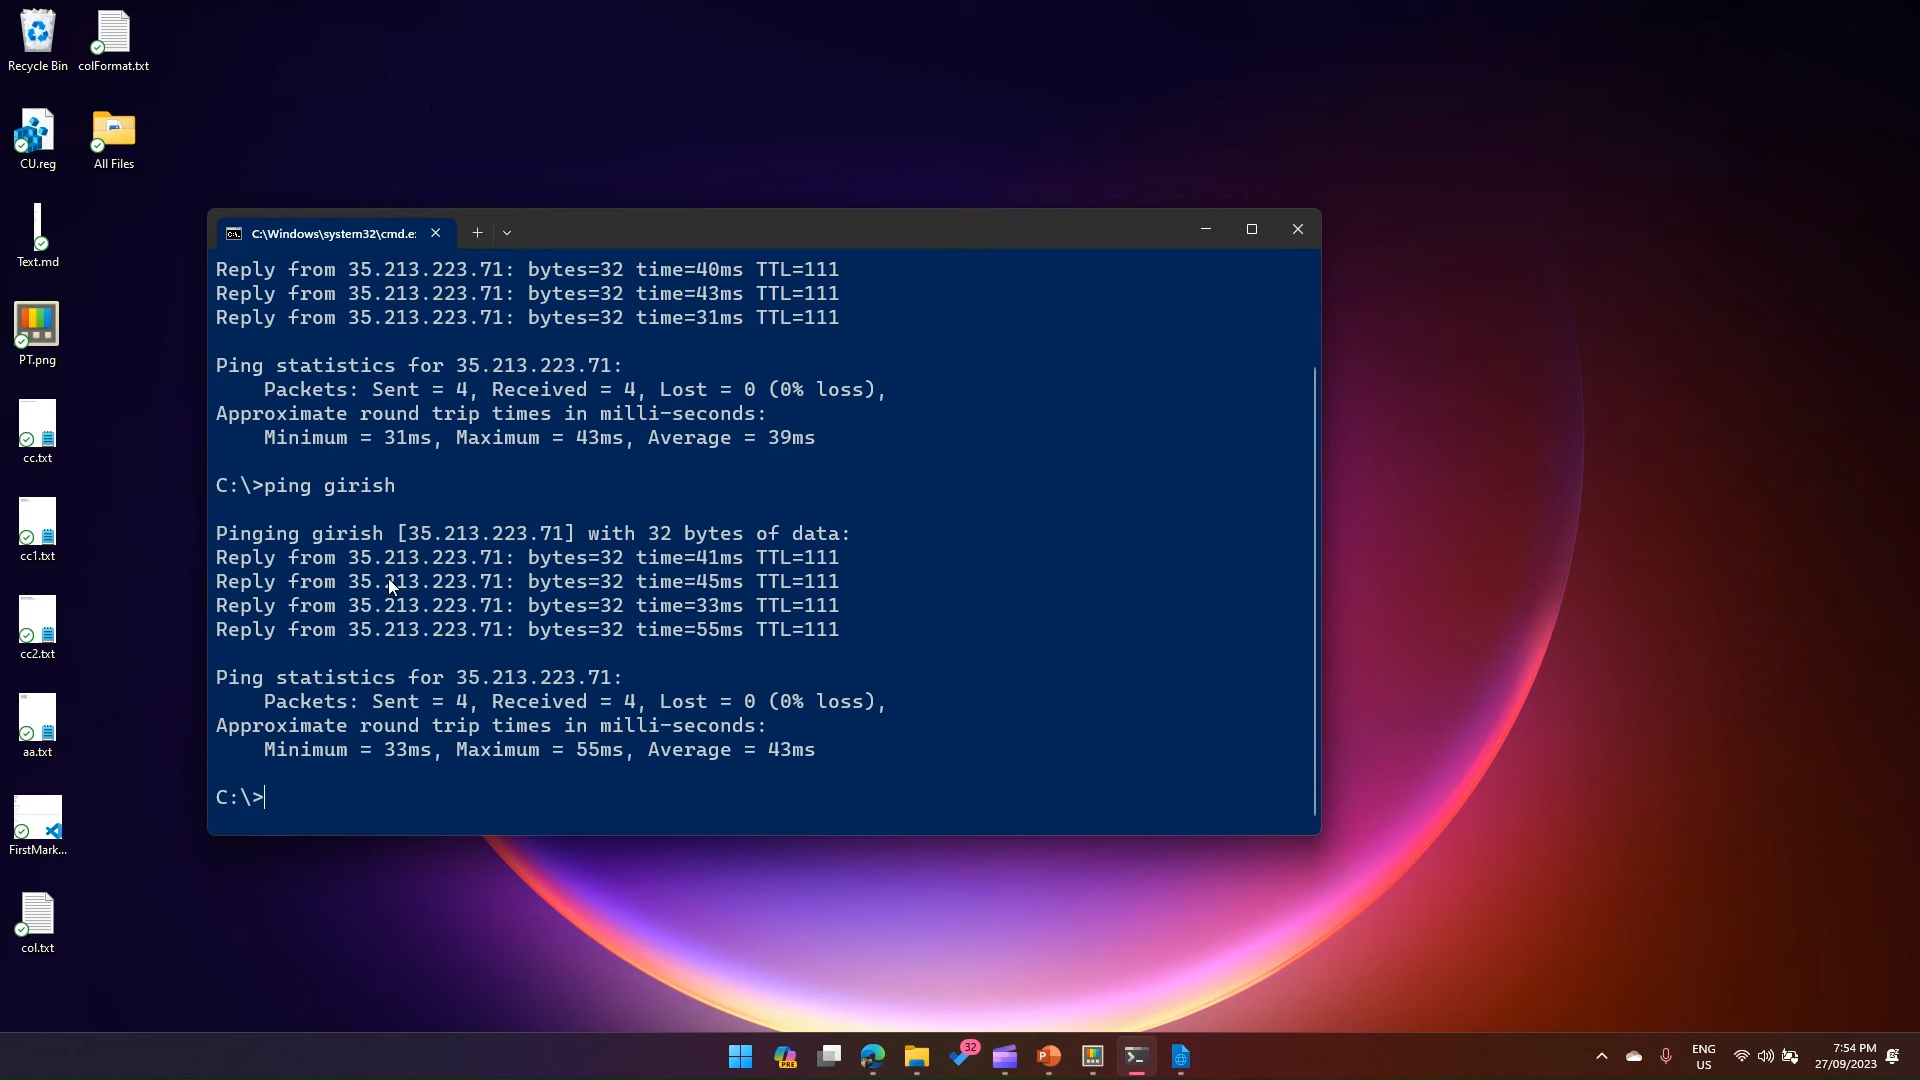 Recycle Bin
colFormat.txt
CU.reg
All Files
Text.md
PT.png
cc.txt
cc1.txt
cc2.txt
aa.txt
FirstMark...
col.txt
C:\Windows\system32\cmd.e:
Reply from 35.213.223.71: bytes=32 time=40ms TTL=111
Reply from 35.213.223.71: bytes=32 time=43ms TTL=111
Reply from 35.213.223.71: bytes=32 time=31ms TTL=111
Ping statistics for 35.213.223.71:
Packets: Sent = 4, Received = 4, Lost = 0 (0% loss),
Approximate round trip times in milli-seconds:
Minimum = 31ms, Maximum = 43ms, Average = 39ms
C:\>ping girish
Pinging girish [35.213.223.71] with 32 bytes of data:
Reply from 35.213.223.71: bytes=32 time=41ms TTL=111
Reply from 35.213.223.71: bytes=32 time=45ms TTL=111
Reply from 35.213.223.71: bytes=32 time=33ms TTL=111
Reply from 35.213.223.71: bytes=32 time=55ms TTL=111
Ping statistics for 35.213.223.71:
Packets: Sent = 4, Received = 4, Lost = 0 (0% loss),
Approximate round trip times in milli-seconds:
Minimum = 33ms, Maximum = 55ms, Average = 43ms
C:\>
PRE
32
P
ENG
US
7:54 PM
27/09/2023